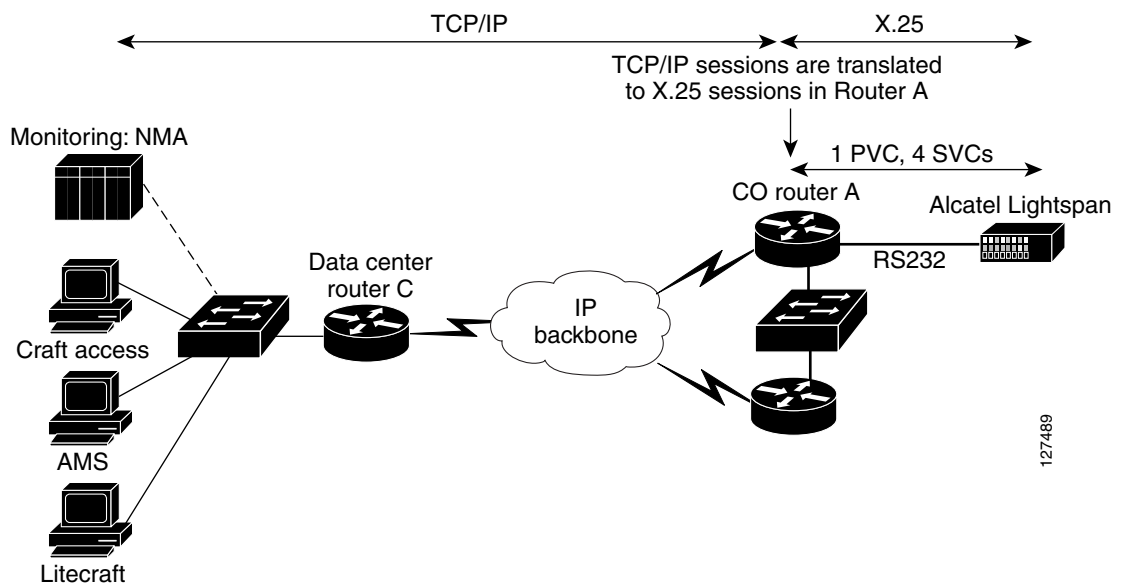 TCP/IP
X.25
TCP/IP sessions are translated
to X.25 sessions in Router A
Monitoring: NMA
1 PVC, 4 SVCs
CO router A
Alcatel Lightspan
Data center
router C
RS232
IP
backbone
Craft access
AMS
Litecraft
127489